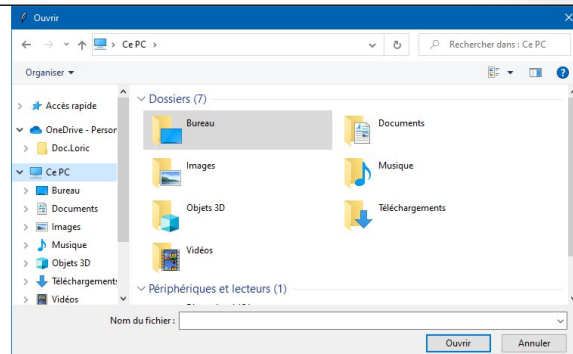 Ouvrir
Ce PC
Rechercher dans : Ce PC
Organiser
Accès rapide
OneDrive - Person
Doc.Loric
Ce PC
Bureau
Documents
Images
Musique
Objets 3D
Téléchargements
Vidéos
Dossiers (7)
Bureau
Documents
Images
Musique
Objets 3D
Téléchargements
Vidéos
Périphériques et lecteurs (1)
Nom du fichier :
Ouvrir
Annuler